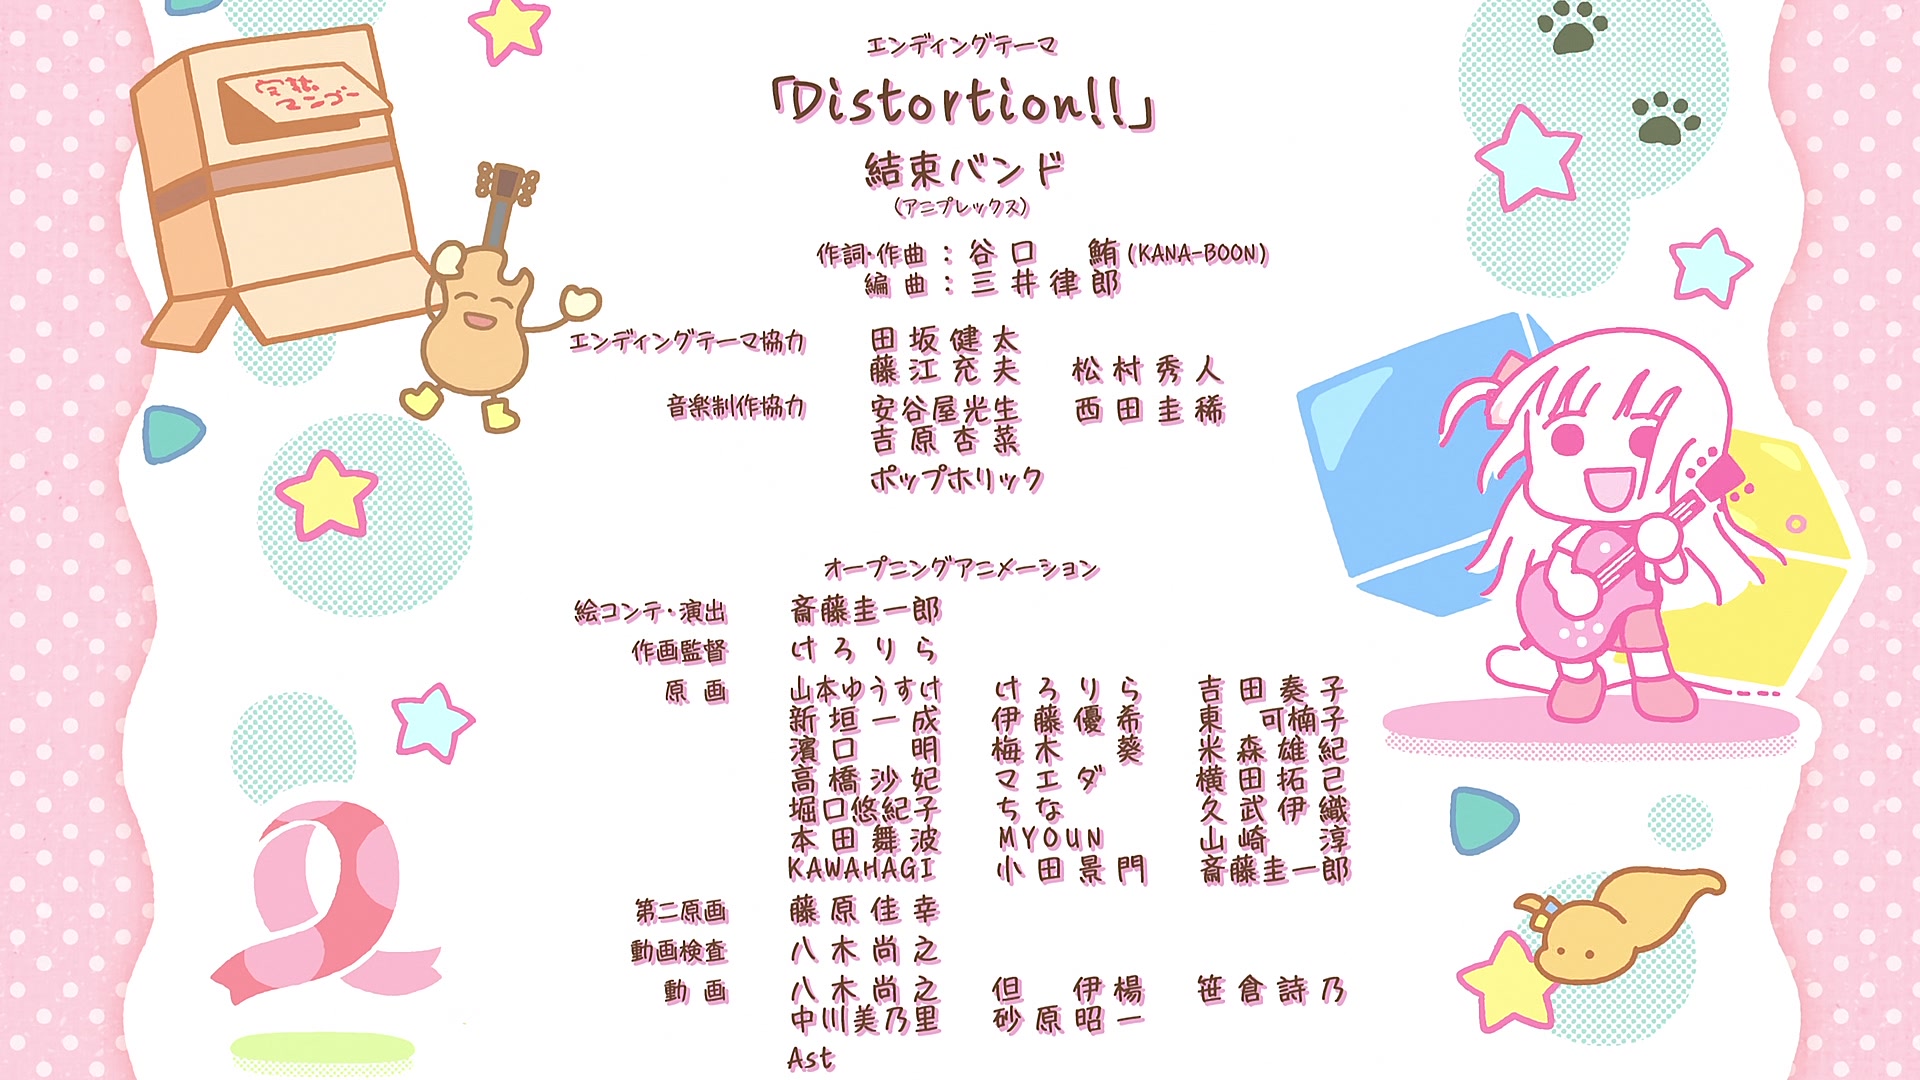 完熟
マンゴー
エンディングテーマ
「Distortion!!」
結束バンド
(アニプレックス)
作詞・作曲：谷口 鮪(KANA-BOON)
編曲：三井律郎
エンディングテーマ協力 田坂健太
藤江充夫 松村秀人
音楽制作協力 安谷屋光生 西田圭稀
吉原杏菜
ポップホリック
オープニングアニメーション
絵コンテ・演出 斎藤圭一郎
作画監督 けろりら
原画 山本ゆうすけ けろりら 吉田奏子
新垣一成 伊藤優希 東 可楠子
濱口 明 梅木 葵 米森雄紀
高橋沙妃 マエダ 横田拓己
堀口悠紀子 ちな 久武伊織
本田舞波 MYOUN 山崎 淳
KAWAHAGI 小田景門 斎藤圭一郎
第二原画 藤原佳幸
動画検査 八木尚之
動画 八木尚之 但 伊楊 笹倉詩乃
中川美乃里 砂原昭一
Ast